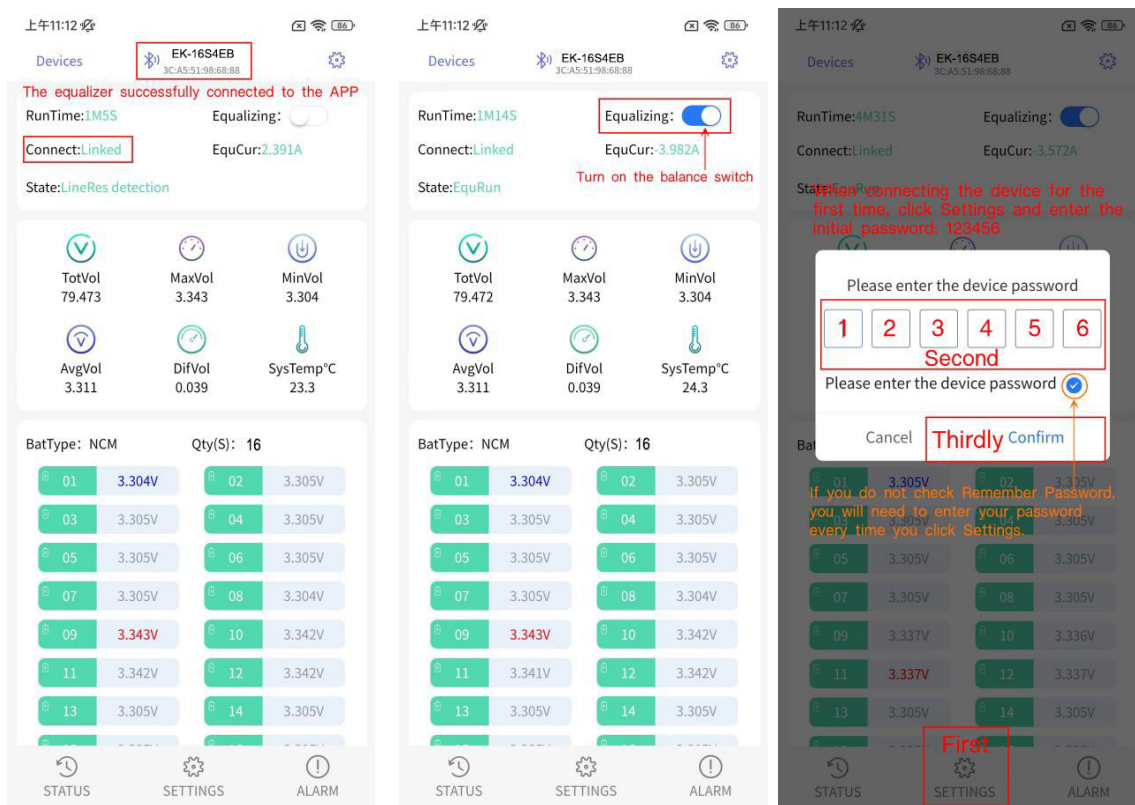 上午11:12
86
Devices
EK-16S4EB
3C:A5:51:98:68:88
The equalizer successfully connected to the APP
RunTime:1M5S
Equalizing:
Connect:Linked
EquCur:2.391A
State:LineRes detection
TotVol
MaxVol
MinVol
79.473
3.343
3.304
AvgVol
DifVol
SysTemp°C
3.311
0.039
23.3
BatType: NCM
Qty(S): 16
01 3.304V 02 3.305V
03 3.305V 04 3.305V
05 3.305V 06 3.305V
07 3.305V 08 3.304V
09 3.343V 10 3.342V
11 3.342V 12 3.342V
13 3.305V 14 3.305V
STATUS SETTINGS ALARM
上午11:12
86
Devices
EK-16S4EB
3C:A5:51:98:68:88
RunTime:1M14S
Equalizing:
Connect:Linked
EquCur:-3.982A
Turn on the balance switch
State:EquRun
TotVol
MaxVol
MinVol
79.472
3.343
3.304
AvgVol
DifVol
SysTemp°C
3.311
0.039
24.3
BatType: NCM
Qty(S): 16
01 3.304V 02 3.305V
03 3.305V 04 3.305V
05 3.305V 06 3.305V
07 3.305V 08 3.304V
09 3.343V 10 3.342V
11 3.341V 12 3.342V
13 3.305V 14 3.305V
STATUS SETTINGS ALARM
上午11:12
86
Devices
EK-16S4EB
3C:A5:51:98:68:88
RunTime:4M31S
Equalizing:
Connect:Linked
EquCur:-3.572A
State:EquRun
When connecting the device for the
first time, click Settings and enter the
initial password: 123456
Please enter the device password
1 2 3 4 5 6
Second
Please enter the device password
Cancel
Thirdly
Confirm
Bat
01 3.305V 02 3.305V
If you do not check Remember Password,
you will need to enter your password
every time you click Settings.
03 3.305V 04 3.305V
05 3.305V 06 3.305V
07 3.305V 08 3.305V
09 3.337V 10 3.336V
11 3.337V 12 3.337V
13 3.305V 14 3.305V
First
STATUS SETTINGS ALARM